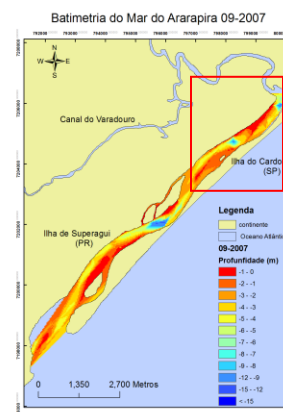 Batimetria do Mar do Ararapira 09-2007
N
W E
S
Canal do Varadouro
Ilha do Cardo
(SP)
Ilha de Superagui
(PR)
Legenda
continente
Oceano Atlânti
09-2007
Profunfidade (m)
-1 - 0
-2 - -1
-3 - -2
-4 - -3
-5 - -4
-6 - -5
-7 - -6
-8 - -7
-9 - -8
-12 - -9
-15 - -12
< -15
0 1,350 2,700 Metros